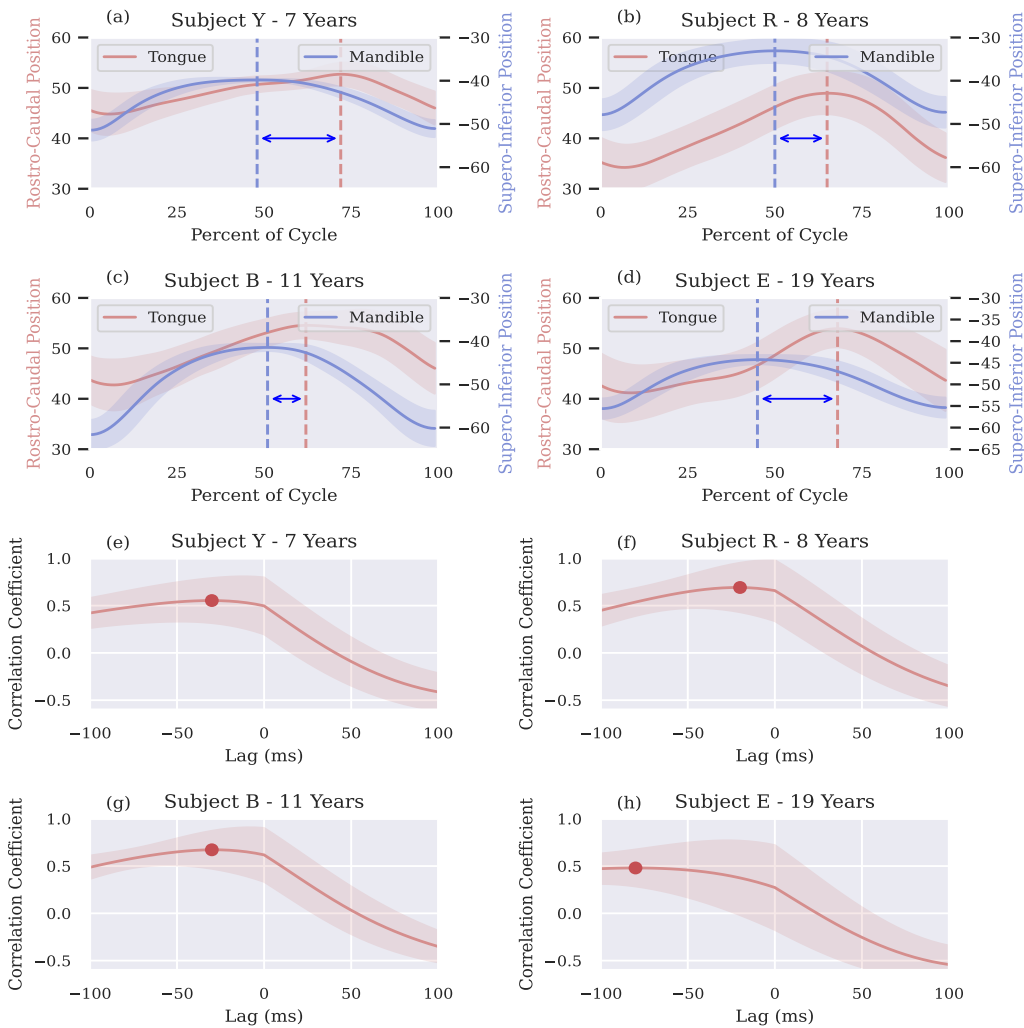 (a) Subject Y - 7 Years
Rostro-Caudal Position
60
50
40
30
Tongue
Mandible
−30
−40
−50
−60
Supero-Inferior Position
0 25 50 75 100
Percent of Cycle
(b) Subject R - 8 Years
Rostro-Caudal Position
60
50
40
30
Tongue
Mandible
−30
−40
−50
−60
Supero-Inferior Position
0 25 50 75 100
Percent of Cycle
(c) Subject B - 11 Years
Rostro-Caudal Position
60
50
40
30
Tongue
Mandible
−30
−40
−50
−60
Supero-Inferior Position
0 25 50 75 100
Percent of Cycle
(d) Subject E - 19 Years
Rostro-Caudal Position
60
50
40
30
Tongue
Mandible
−30
−35
−40
−45
−50
−55
−60
−65
Supero-Inferior Position
0 25 50 75 100
Percent of Cycle
(e) Subject Y - 7 Years
Correlation Coefficient
1.0
0.5
0.0
−0.5
−100 −50 0 50 100
Lag (ms)
(f) Subject R - 8 Years
Correlation Coefficient
1.0
0.5
0.0
−0.5
−100 −50 0 50 100
Lag (ms)
(g) Subject B - 11 Years
Correlation Coefficient
1.0
0.5
0.0
−0.5
−100 −50 0 50 100
Lag (ms)
(h) Subject E - 19 Years
Correlation Coefficient
1.0
0.5
0.0
−0.5
−100 −50 0 50 100
Lag (ms)